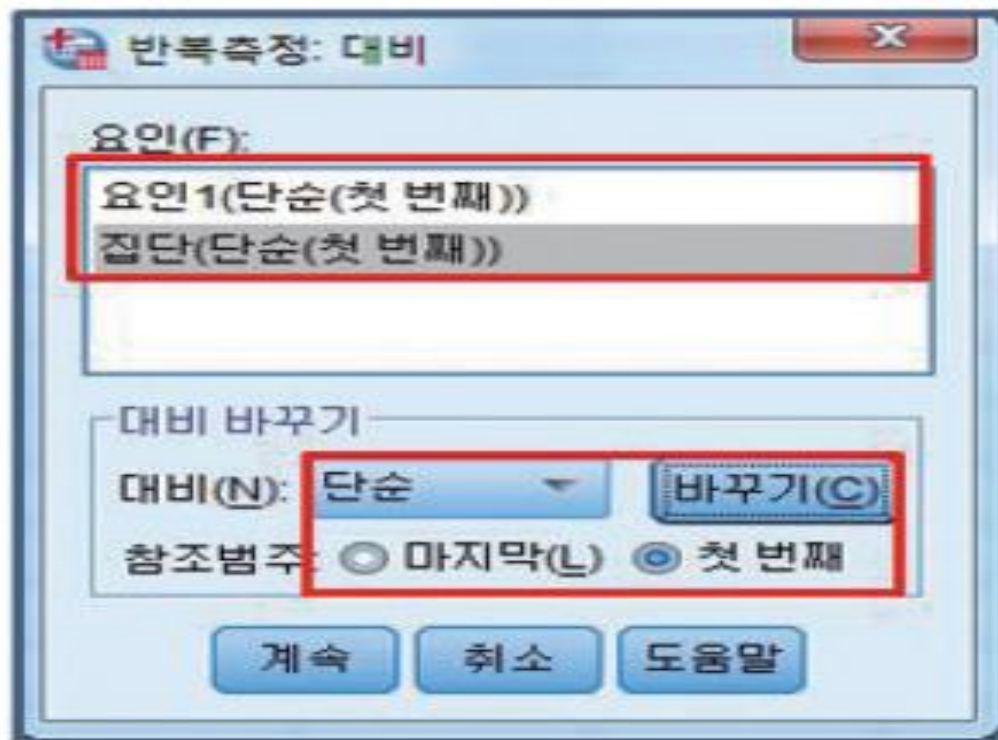 반복측정: 대비
요인(F):
요인1(단순(첫 번째))
집단(단순(첫 번째))
대비 바꾸기
대비(N): 단순 바꾸기(C)
참조범주: 마지막(L) 첫 번째
계속 취소 도움말